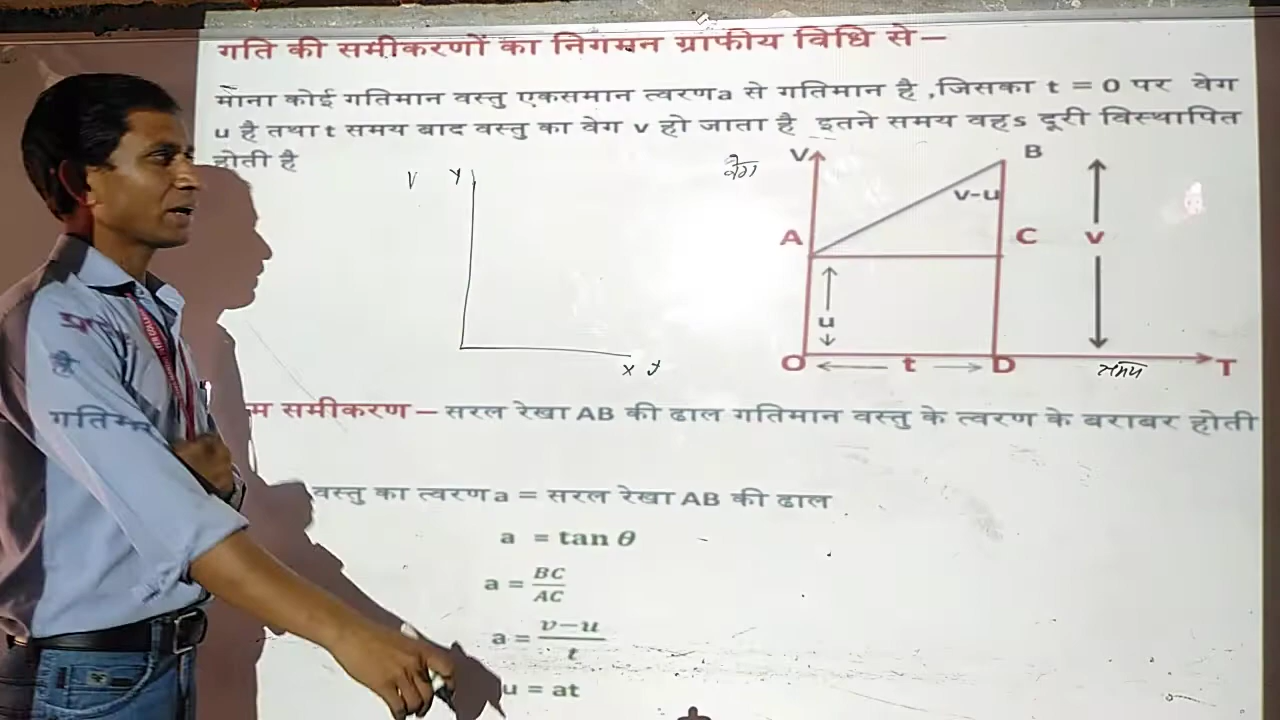 गति की समीकरणों का निगमन ग्राफीय विधि से—
माना कोई गतिमान वस्तु एकसमान त्वरण a से गतिमान है ,जिसका t = 0 पर वेग
u है तथा t समय बाद वस्तु का वेग v हो जाता है इतने समय वह s दूरी विस्थापित
होती है
V Y
X t
वेग V B
v-u
A C v
u
O t D समय T
म समीकरण — सरल रेखा AB की ढाल गतिमान वस्तु के त्वरण के बराबर होती
है
गतिम
वस्तु का त्वरण a = सरल रेखा AB की ढाल
a = tan θ
a = BC/AC
a = v-u/t
u = at